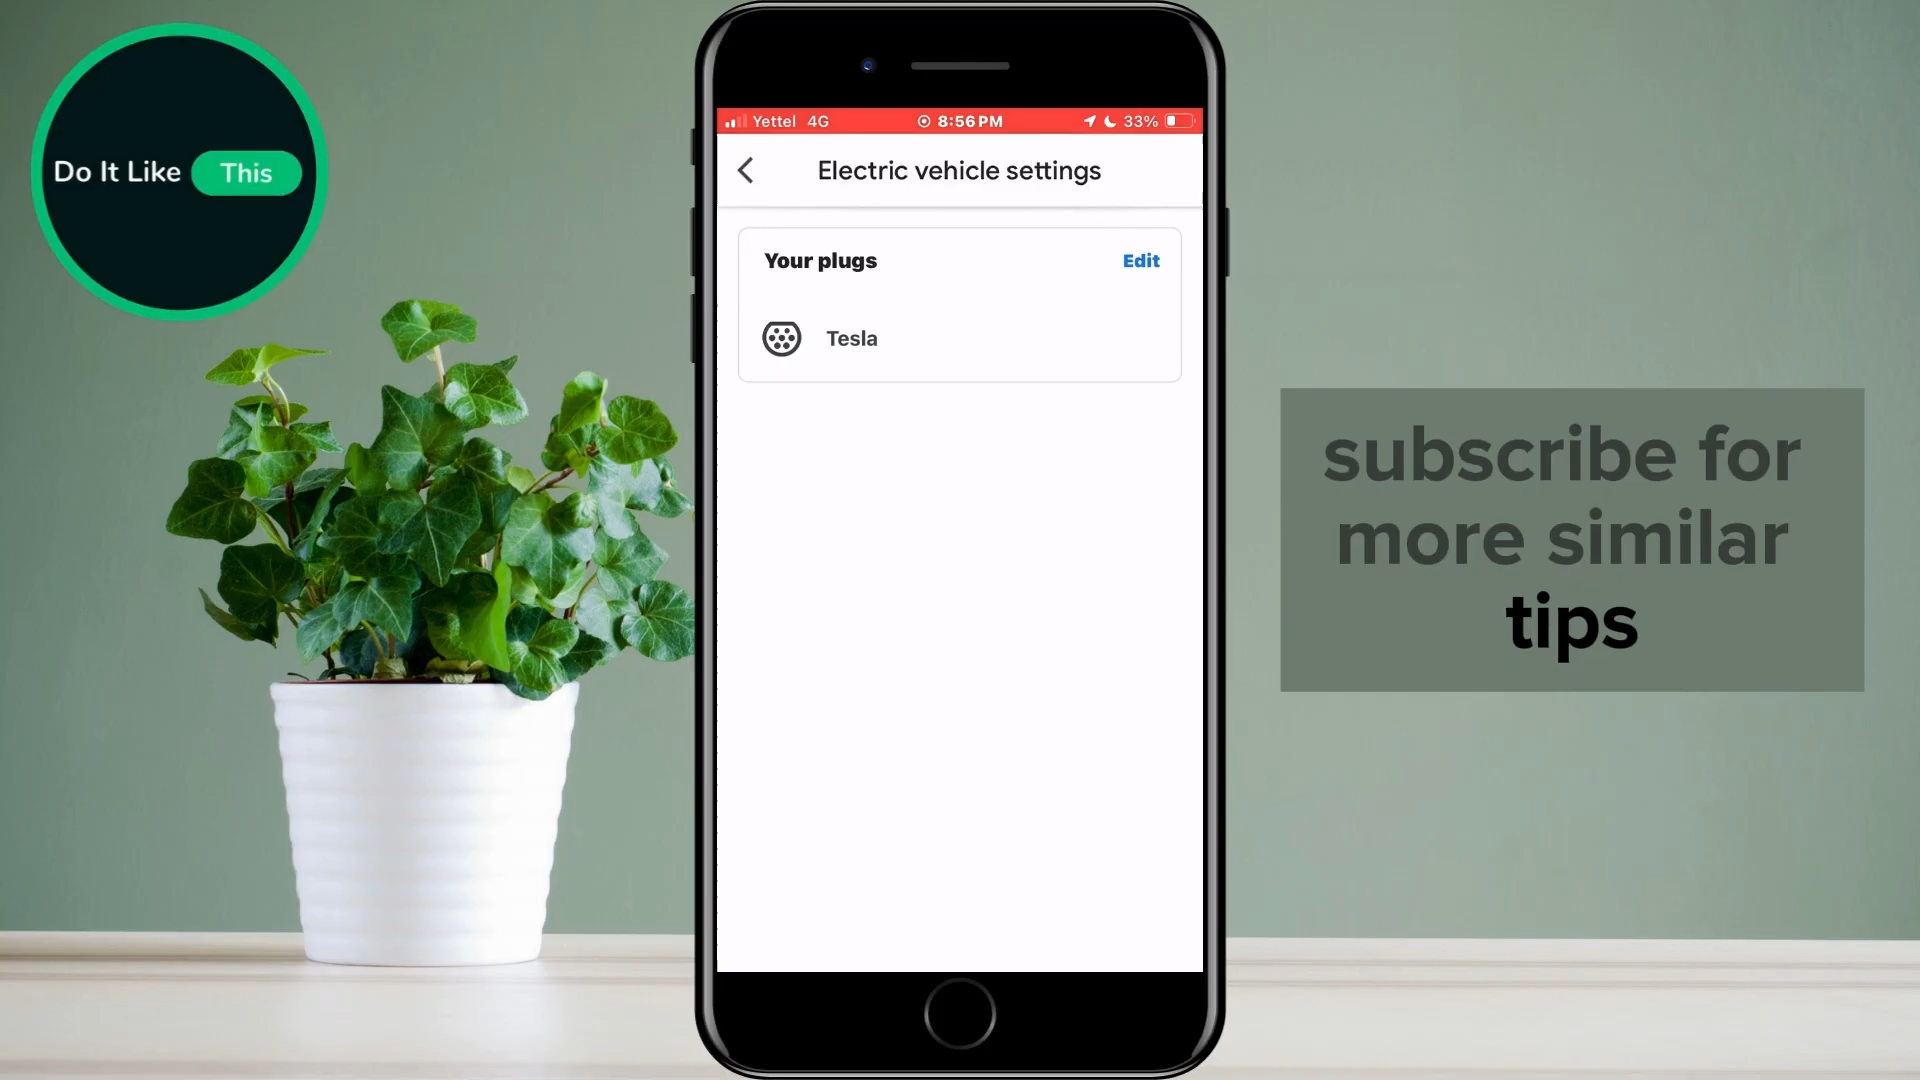 Do It Like This
Yettel 4G 8:56 PM 33%
Electric vehicle settings
Your plugs Edit
Tesla
subscribe for
more similar
tips